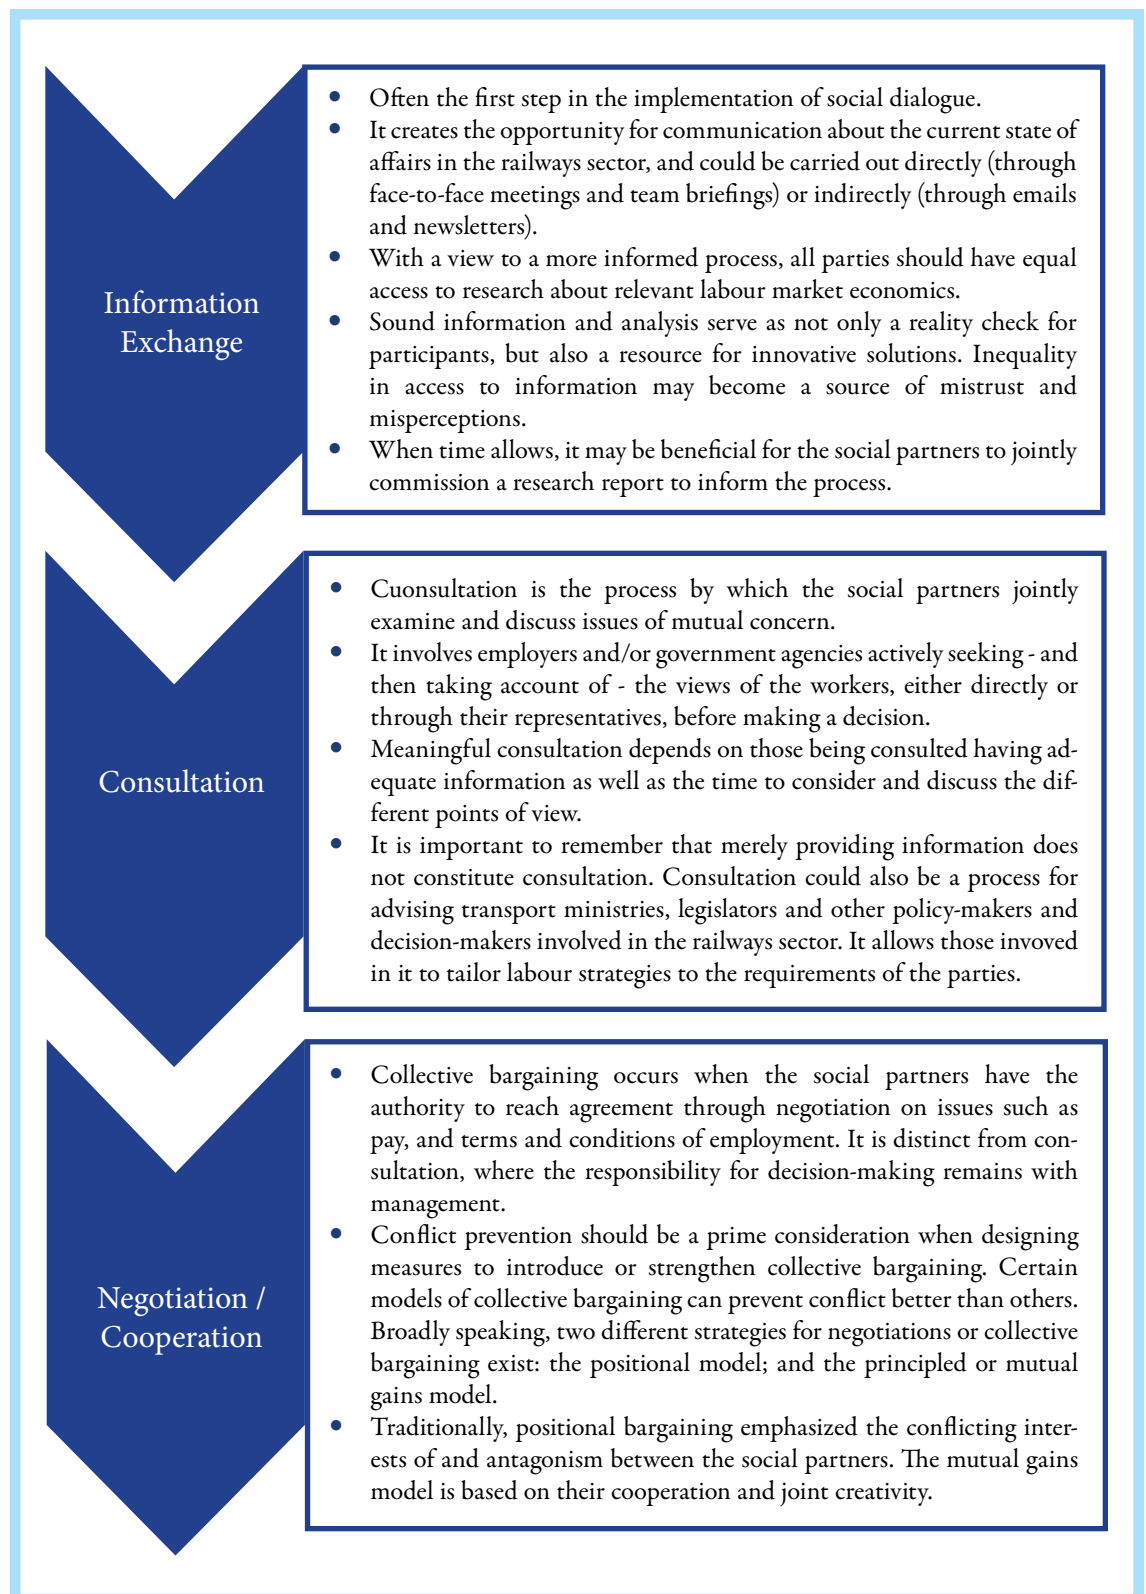 Information
Exchange
• Often the first step in the implementation of social dialogue.
• It creates the opportunity for communication about the current state of
affairs in the railways sector, and could be carried out directly (through
face-to-face meetings and team briefings) or indirectly (through emails
and newsletters).
• With a view to a more informed process, all parties should have equal
access to research about relevant labour market economics.
• Sound information and analysis serve as not only a reality check for
participants, but also a resource for innovative solutions. Inequality
in access to information may become a source of mistrust and
misperceptions.
• When time allows, it may be beneficial for the social partners to jointly
commission a research report to inform the process.
Consultation
• Cuonsultation is the process by which the social partners jointly
examine and discuss issues of mutual concern.
• It involves employers and/or government agencies actively seeking - and
then taking account of - the views of the workers, either directly or
through their representatives, before making a decision.
• Meaningful consultation depends on those being consulted having ad-
equate information as well as the time to consider and discuss the dif-
ferent points of view.
• It is important to remember that merely providing information does
not constitute consultation. Consultation could also be a process for
advising transport ministries, legislators and other policy-makers and
decision-makers involved in the railways sector. It allows those invoved
in it to tailor labour strategies to the requirements of the parties.
Negotiation /
Cooperation
• Collective bargaining occurs when the social partners have the
authority to reach agreement through negotiation on issues such as
pay, and terms and conditions of employment. It is distinct from con-
sultation, where the responsibility for decision-making remains with
management.
• Conflict prevention should be a prime consideration when designing
measures to introduce or strengthen collective bargaining. Certain
models of collective bargaining can prevent conflict better than others.
Broadly speaking, two different strategies for negotiations or collective
bargaining exist: the positional model; and the principled or mutual
gains model.
• Traditionally, positional bargaining emphasized the conflicting inter-
ests of and antagonism between the social partners. The mutual gains
model is based on their cooperation and joint creativity.